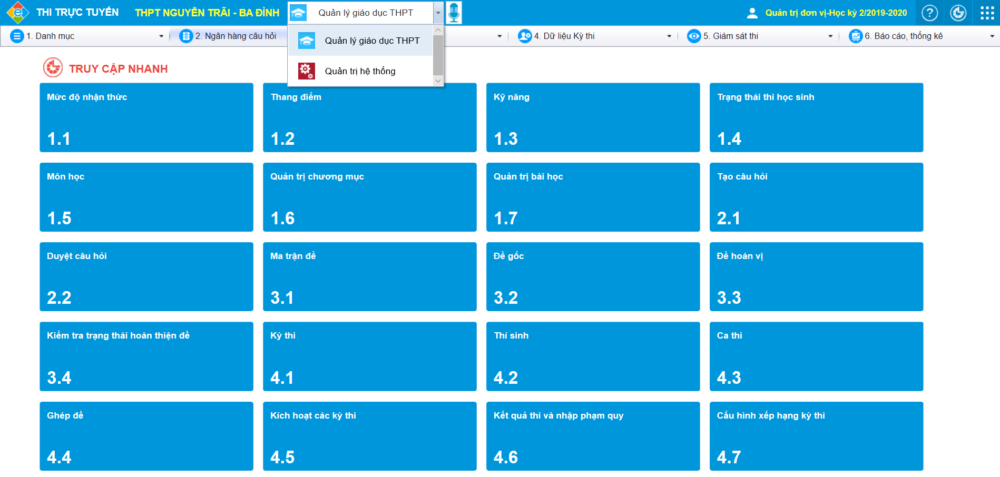 THI TRỰC TUYẾN
THPT NGUYỄN TRÃI - BA ĐÌNH
Quản lý giáo dục THPT
Quản trị đơn vị-Học kỳ 2/2019-2020
?
1. Danh mục
2. Ngân hàng câu hỏi
4. Dữ liệu Kỳ thi
5. Giám sát thi
6. Báo cáo, thống kê
Quản lý giáo dục THPT
Quản trị hệ thống
TRUY CẬP NHANH
Mức độ nhận thức
1.1
Thang điểm
1.2
Kỹ năng
1.3
Trạng thái thi học sinh
1.4
Môn học
1.5
Quản trị chương mục
1.6
Quản trị bài học
1.7
Tạo câu hỏi
2.1
Duyệt câu hỏi
2.2
Ma trận đề
3.1
Đề gốc
3.2
Đề hoán vị
3.3
Kiểm tra trạng thái hoàn thiện đề
3.4
Kỳ thi
4.1
Thí sinh
4.2
Ca thi
4.3
Ghép đề
4.4
Kích hoạt các kỳ thi
4.5
Kết quả thi và nhập phạm quy
4.6
Cấu hình xếp hạng kỳ thi
4.7